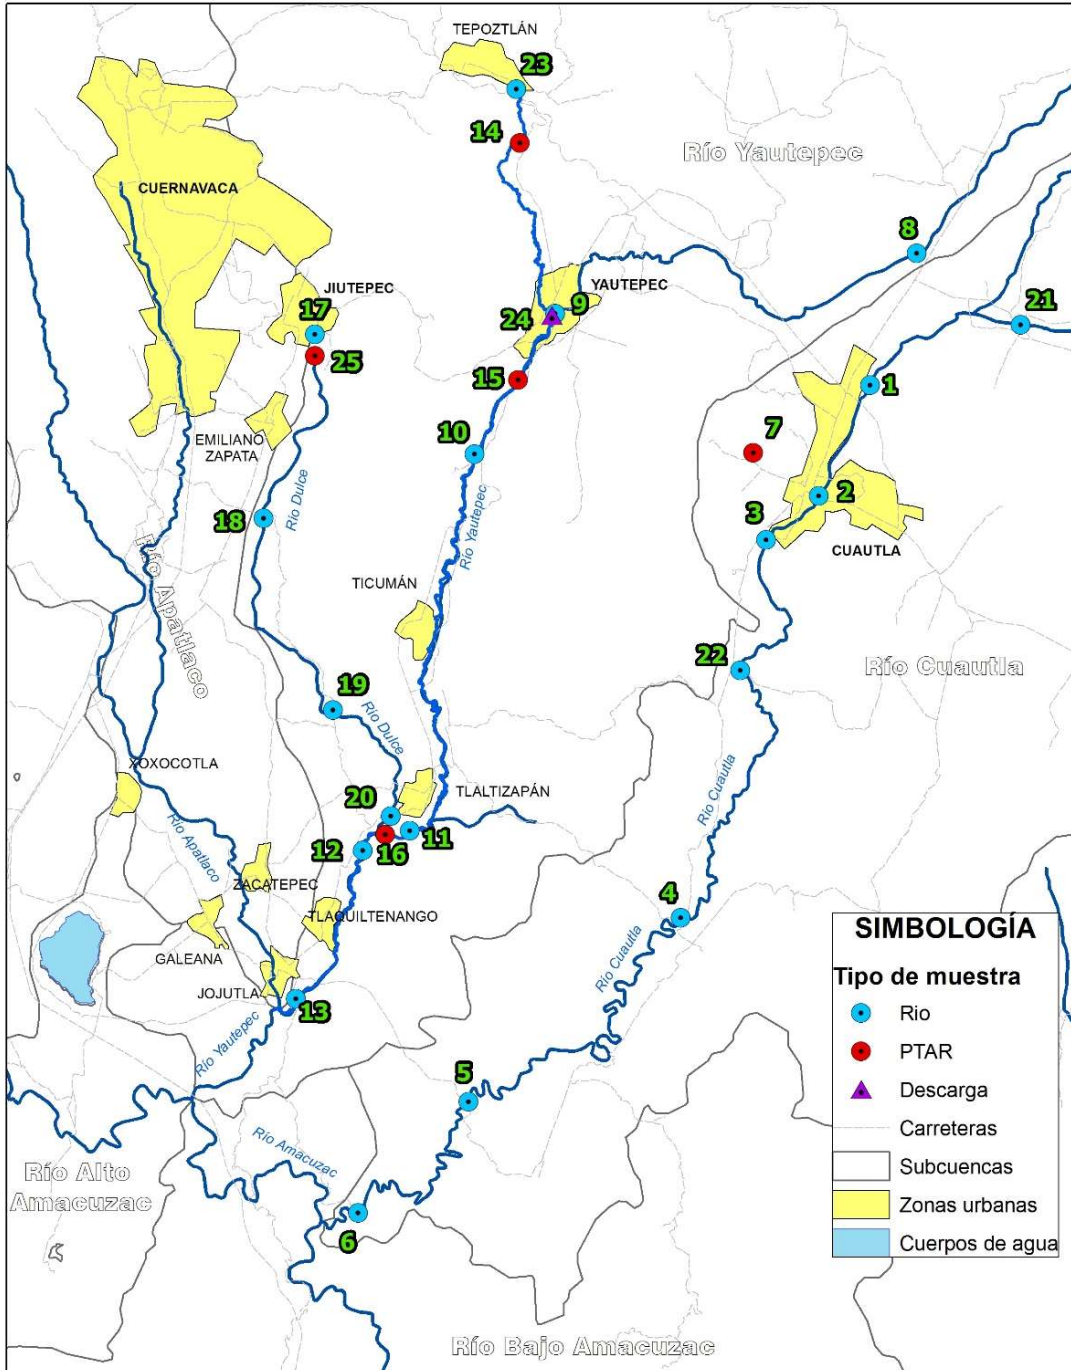 TEPOZTLÁN
23
14
Río Yautepec
CUERNAVACA
8
JIUTEPEC
YAUTEPEC
17
9
24
21
25
15
1
10
7
EMILIANO
ZAPATA
Río Dulce
2
3
18
Río Yautepec
CUAUTLA
Río Apatlaco
TICUMÁN
22
Río Cuautla
19
Río Dulce
XOXOCOTLA
TLALTIZAPÁN
Río Cuautla
20
11
12
16
Río Apatlaco
ZACATEPEC
4
TLAQUILTENANGO
GALEANA
Río Cuautla
JOJUTLA
13
Río Yautepec
5
Río Amacuzac
Río Alto
Amacuzac
6
Río Bajo Amacuzac
SIMBOLOGÍA
Tipo de muestra
Rio
PTAR
Descarga
Carreteras
Subcuencas
Zonas urbanas
Cuerpos de agua